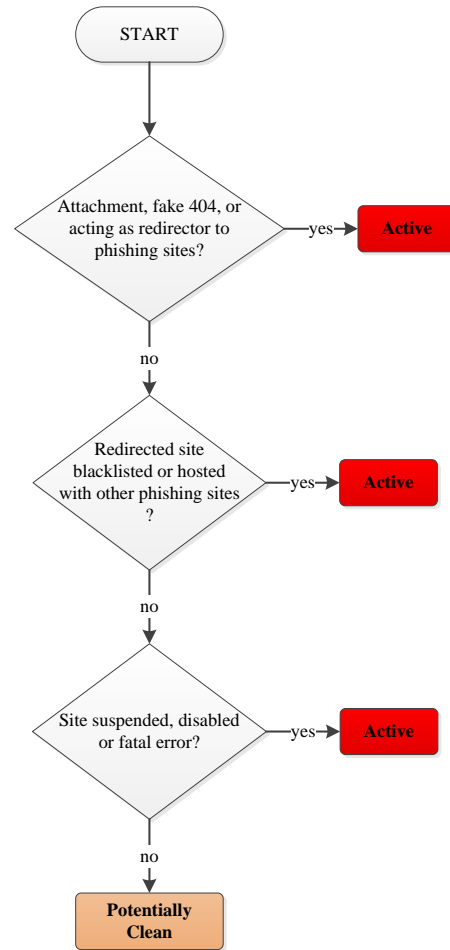 START
Attachment, fake 404, or
acting as redirector to
phishing sites?
yes
Active
no
Redirected site
blacklisted or hosted
with other phishing sites
?
yes
Active
no
Site suspended, disabled
or fatal error?
yes
Active
no
Potentially
Clean